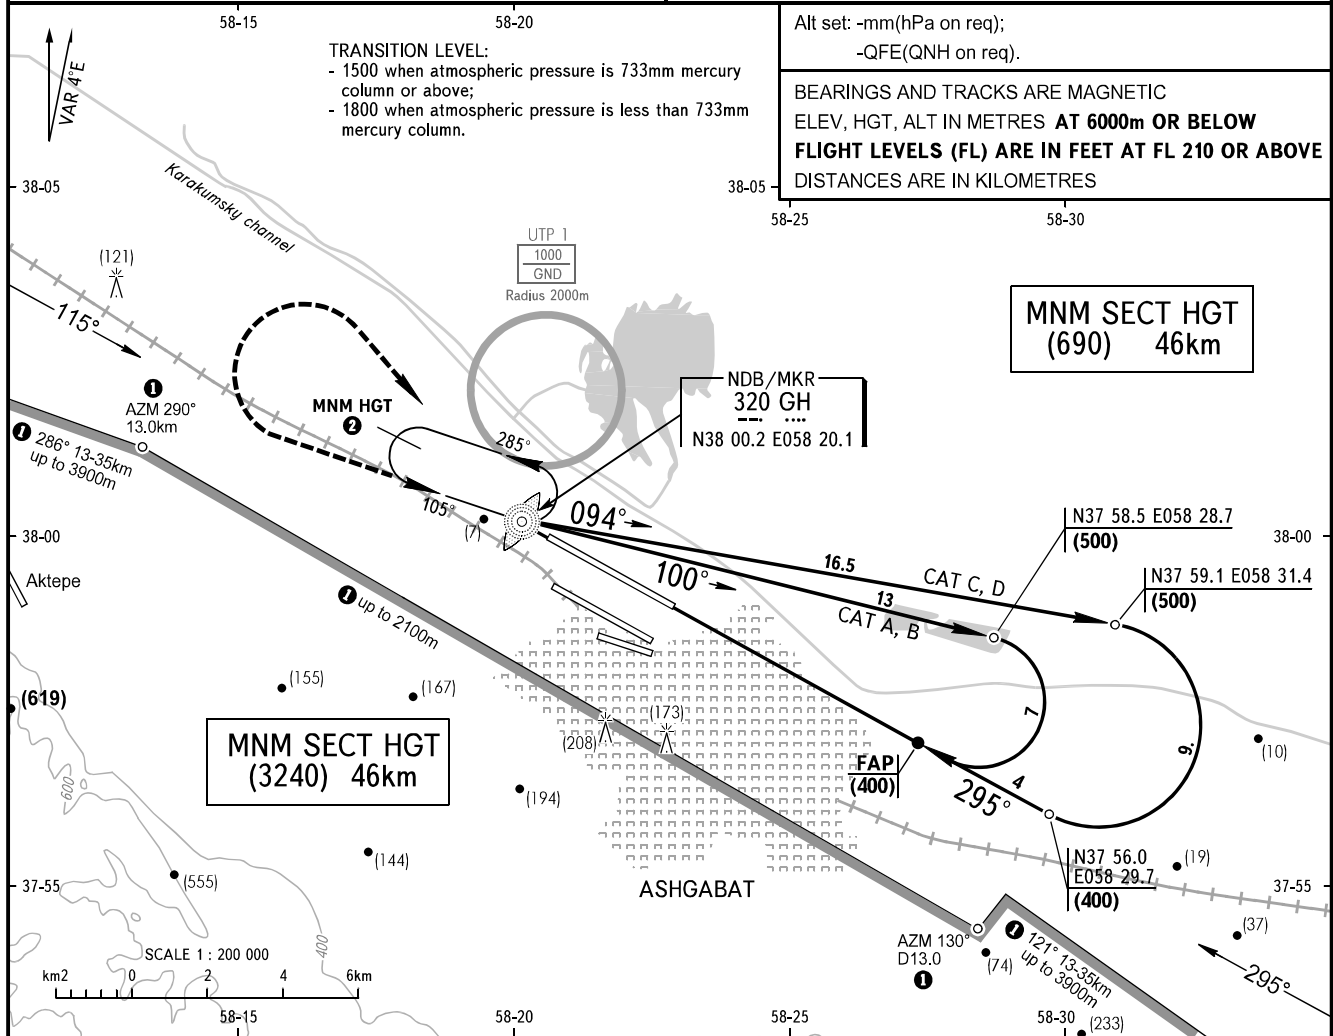 58-15
58-20
Alt set: -mm(hPa on req);
-QFE(QNH on req).
VAR 4°E
TRANSITION LEVEL:
- 1500 when atmospheric pressure is 733mm mercury
column or above;
- 1800 when atmospheric pressure is less than 733mm
mercury column.
BEARINGS AND TRACKS ARE MAGNETIC
ELEV, HGT, ALT IN METRES AT 6000m OR BELOW
FLIGHT LEVELS (FL) ARE IN FEET AT FL 210 OR ABOVE
DISTANCES ARE IN KILOMETRES
38-05
38-05
58-25
58-30
Karakumsky channel
UTP 1
1000
GND
Radius 2000m
(121)
115°
MNM SECT HGT
(690) 46km
1
AZM 290°
13.0km
MNM HGT
2
NDB/MKR
320 GH
N38 00.2 E058 20.1
1 286° 13-35km
up to 3900m
285°
105°
(7)
094°
100°
16.5
CAT C, D
13
CAT A, B
N37 58.5 E058 28.7
(500)
38-00
38-00
N37 59.1 E058 31.4
(500)
Aktepe
1 up to 2100m
(155)
(167)
(619)
(208)
(173)
7
9.
(10)
MNM SECT HGT
(3240) 46km
FAP
(400)
4
295°
600
(194)
(144)
(555)
N37 56.0
E058 29.7
(400)
(19)
37-55
37-55
ASHGABAT
400
AZM 130°
D13.0
1
(74)
1 121° 13-35km
up to 3900m
(37)
295°
(233)
SCALE 1 : 200 000
km2 0 2 4 6km
58-15
58-20
58-25
58-30